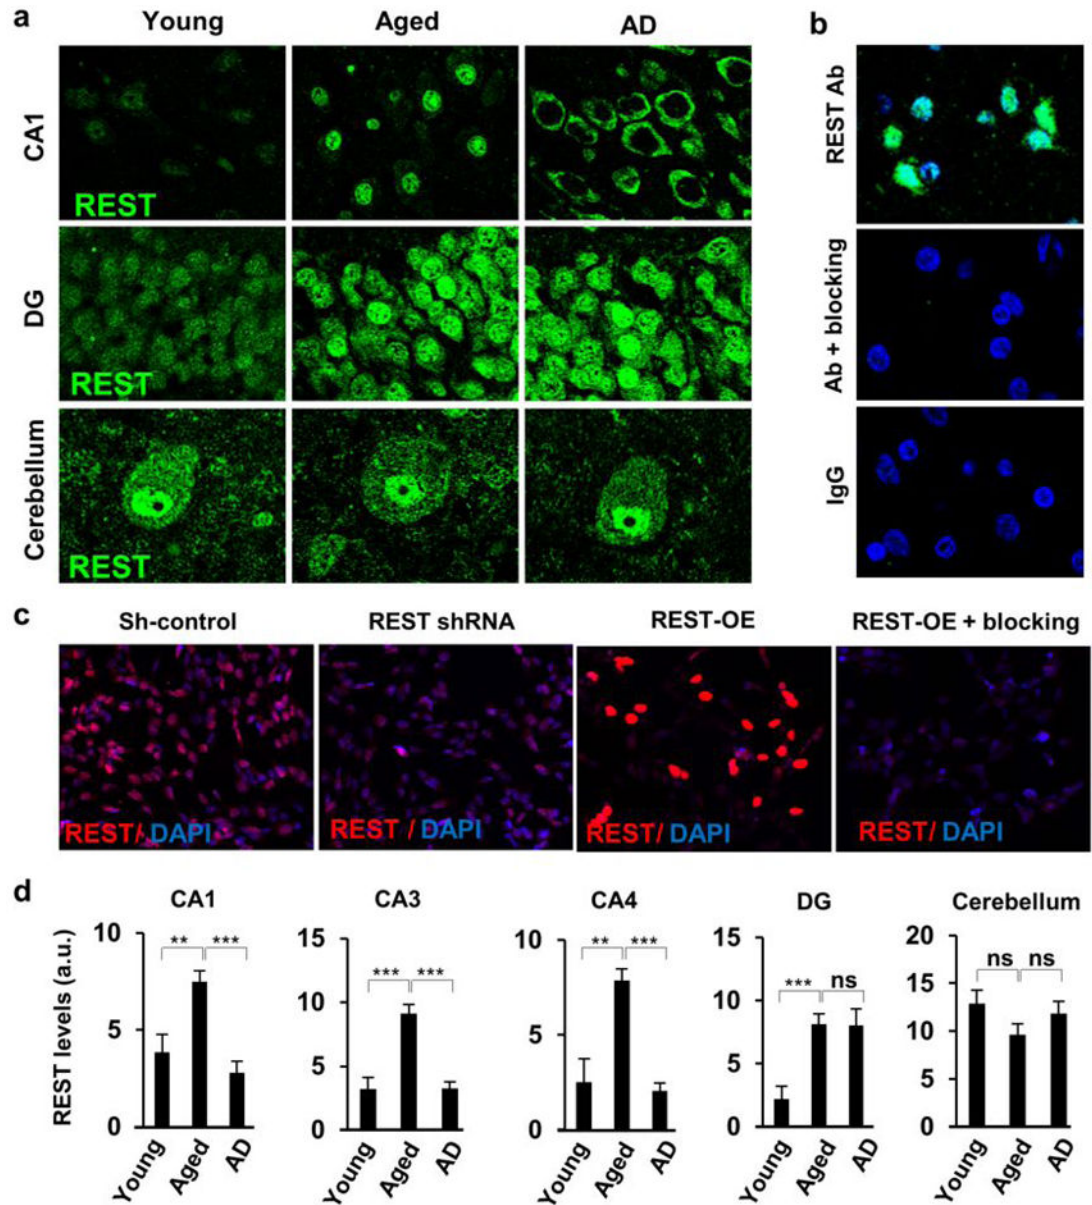 a
Young Aged AD
b
CA1
REST
DG
REST
Cerebellum
REST
REST Ab
Ab + blocking
IgG
c
Sh-control REST shRNA REST-OE REST-OE + blocking
REST/ DAPI REST / DAPI REST/ DAPI REST/ DAPI
d
CA1 CA3 CA4 DG Cerebellum
REST levels (a.u.)
10
5
0
** ***
Young Aged AD
15
10
5
0
*** ***
Young Aged AD
10
5
0
** ***
Young Aged AD
15
10
5
0
*** ns
Young Aged AD
20
15
10
5
0
ns ns
Young Aged AD